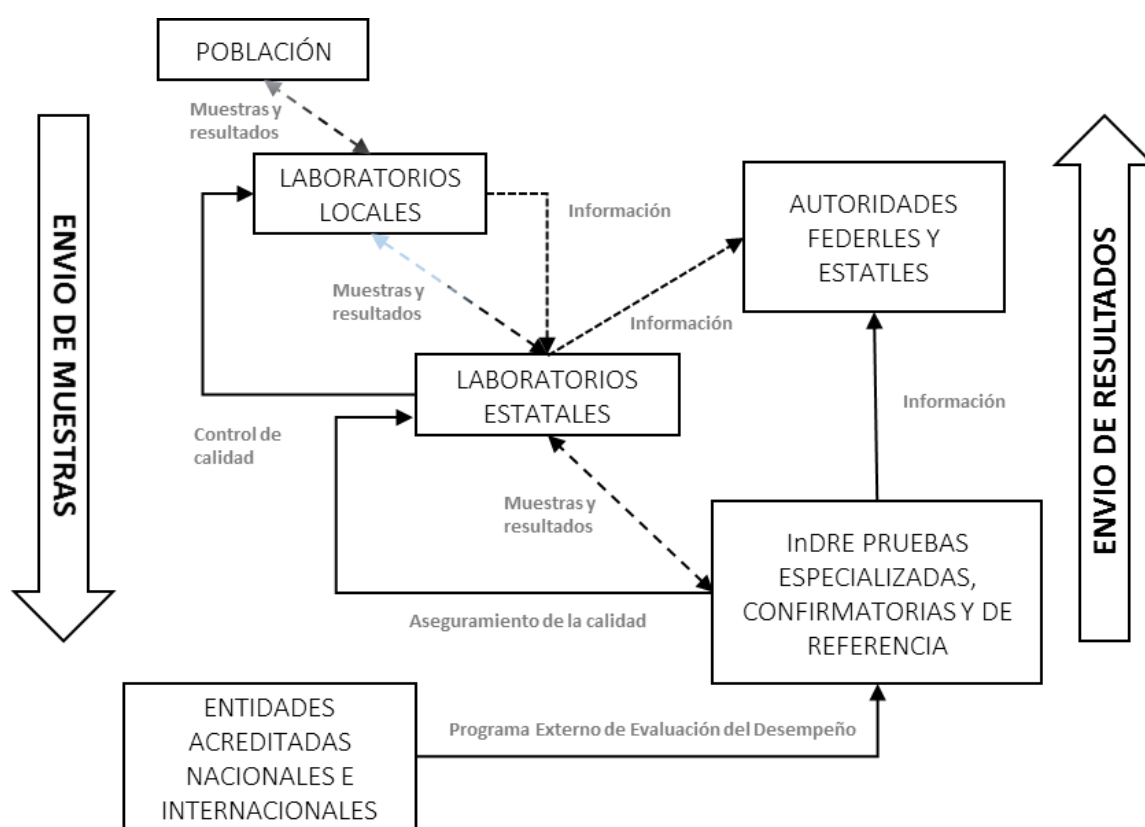 POBLACIÓN
Muestras y
resultados
LABORATORIOS
LOCALES
Información
AUTORIDADES
FEDERLES Y
ESTATLES
Muestras y
resultados
Información
LABORATORIOS
ESTATALES
Información
Control de
calidad
Muestras y
resultados
InDRE PRUEBAS
ESPECIALIZADAS,
CONFIRMATORIAS Y DE
REFERENCIA
Aseguramiento de la calidad
ENTIDADES
ACREDITADAS
NACIONALES E
INTERNACIONALES
Programa Externo de Evaluación del Desempeño
ENVIO DE MUESTRAS
ENVIO DE RESULTADOS